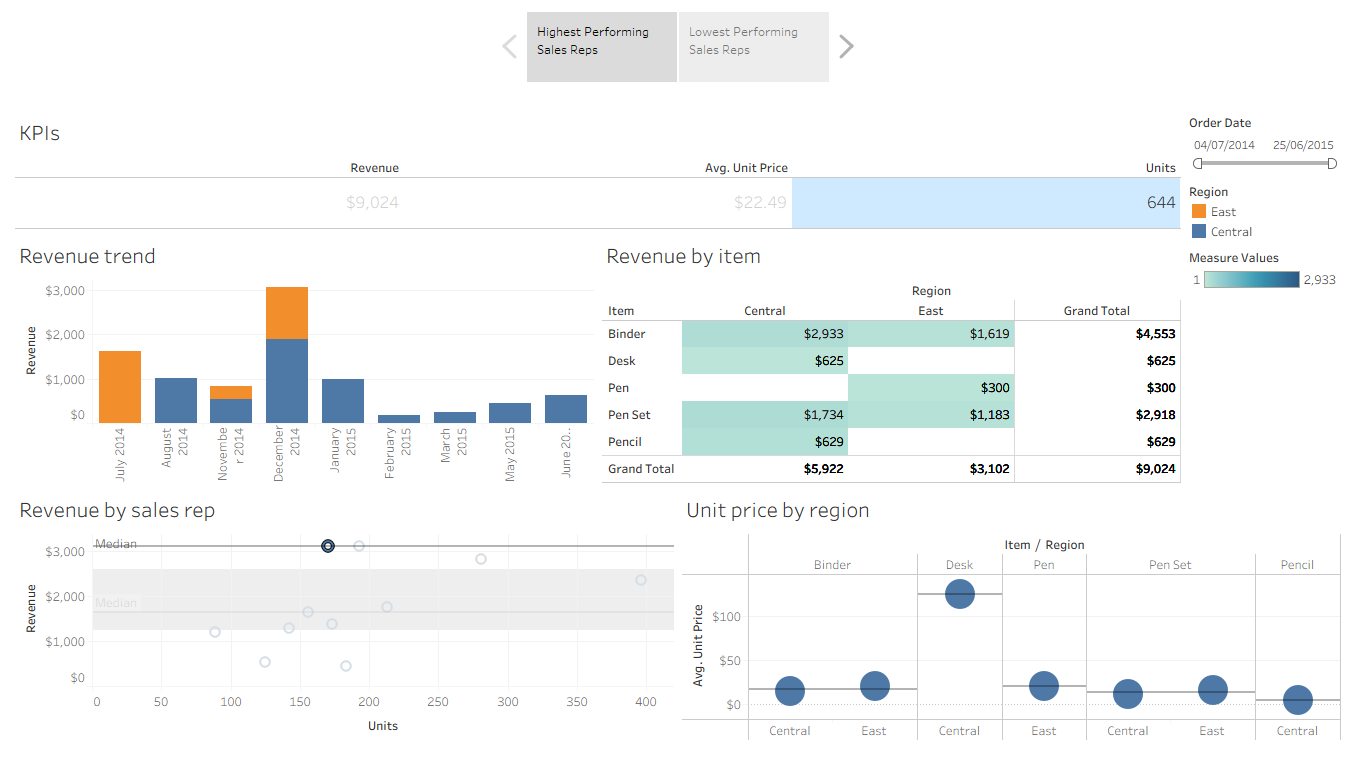 Highest Performing
Sales Reps
Lowest Performing
Sales Reps
KPIs
Revenue
Avg. Unit Price
Units
$9,024
$22.49
644
Order Date
04/07/2014
25/06/2015
Region
East
Central
Measure Values
1
2,933
Revenue trend
Revenue
$3,000
$2,000
$1,000
$0
July 2014
August
2014
Novembe
r 2014
December
2014
January
2015
February
2015
March
2015
May 2015
June 20..
Revenue by item
Region
Item Central East Grand Total
Binder $2,933 $1,619 $4,553
Desk $625 $625
Pen $300 $300
Pen Set $1,734 $1,183 $2,918
Pencil $629 $629
Grand Total $5,922 $3,102 $9,024
Revenue by sales rep
Revenue
$3,000
$2,000
$1,000
$0
Median
Median
0 50 100 150 200 250 300 350 400
Units
Unit price by region
Item / Region
Binder Desk Pen Pen Set Pencil
Avg. Unit Price
$100
$50
$0
Central East Central East Central East Central